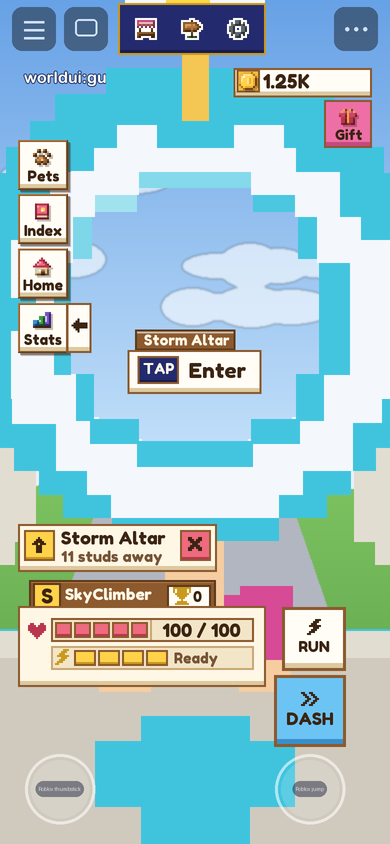 worldui:gu
1.25K
Gift
Pets
Index
Home
Stats
Storm Altar
TAP Enter
Storm Altar
11 studs away
S SkyClimber 0
100 / 100
Ready
RUN
DASH
Roblox thumbstick
Roblox jump